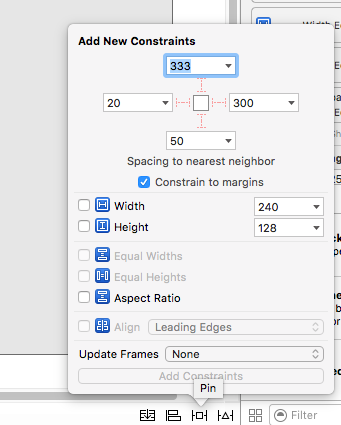 Add New Constraints
333
20
300
50
Spacing to nearest neighbor
Constrain to margins
Width
240
Height
128
Equal Widths
Equal Heights
Aspect Ratio
Align
Leading Edges
Update Frames
None
Add Constraints
Pin
Filter
Width E